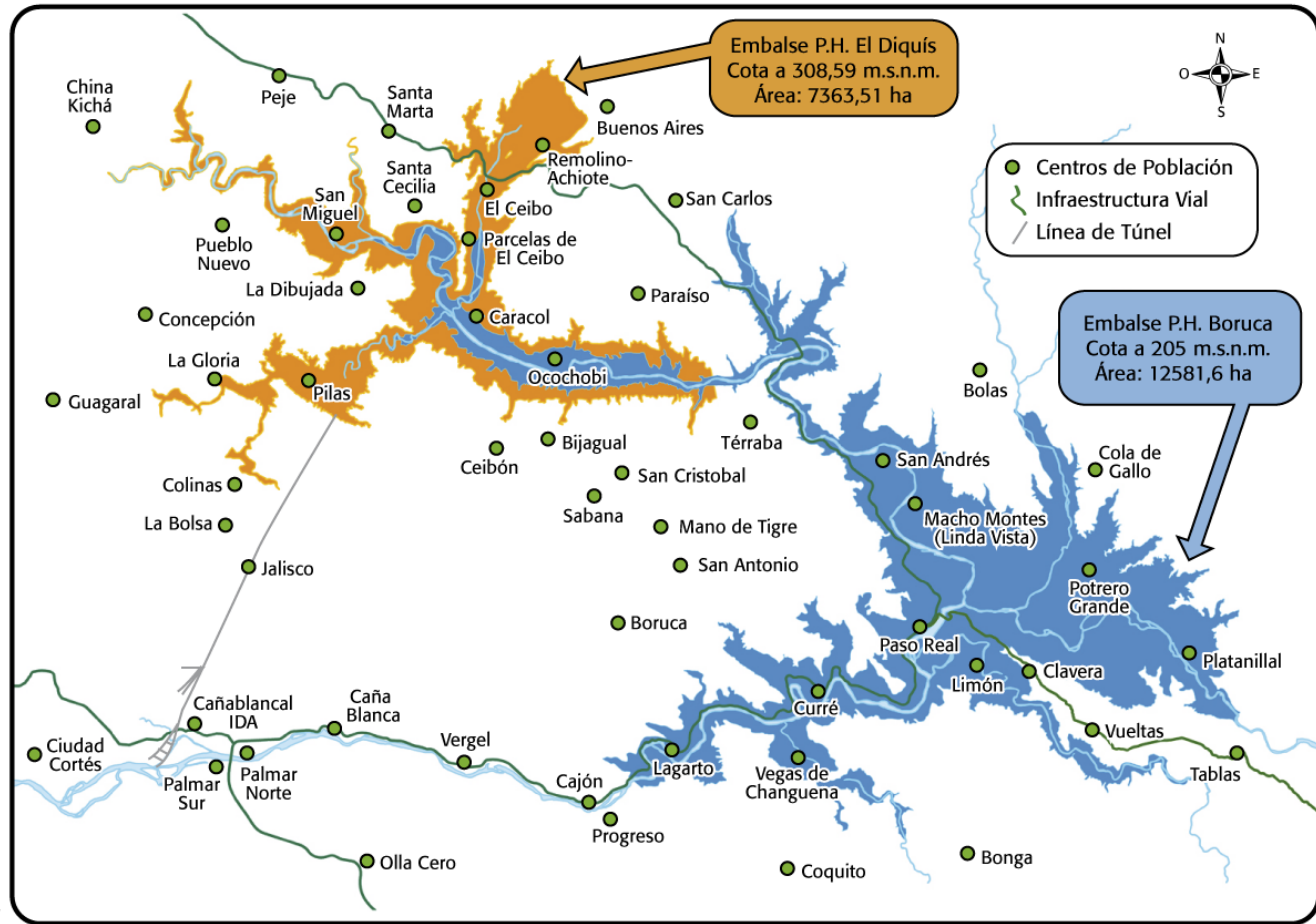 Embalse P.H. El Diquís
Cota a 308,59 m.s.n.m.
Área: 7363,51 ha
N
O
E
S
China
Kichá
Peje
Santa
Marta
Buenos Aires
Remolino-
Achiote
Centros de Población
Infraestructura Vial
Línea de Túnel
Santa
Cecilia
El Ceibo
San Carlos
San
Miguel
Pueblo
Nuevo
Parcelas de
El Ceibo
La Dibujada
Paraíso
Concepción
Caracol
Embalse P.H. Boruca
Cota a 205 m.s.n.m.
Área: 12581,6 ha
La Gloria
Ocochobi
Pilas
Bolas
Guagaral
Térraba
Bijagual
Ceibón
San Andrés
Cola de
Gallo
San Cristobal
Colinas
Sabana
Macho Montes
(Linda Vista)
La Bolsa
Mano de Tigre
Jalisco
San Antonio
Potrero
Grande
Boruca
Paso Real
Platanillal
Limón
Clavera
Curré
Cañablancal
IDA
Caña
Blanca
Vueltas
Ciudad
Cortés
Palmar
Sur
Palmar
Norte
Vergel
Lagarto
Vegas de
Changuena
Tablas
Cajón
Progreso
Olla Cero
Coquito
Bonga